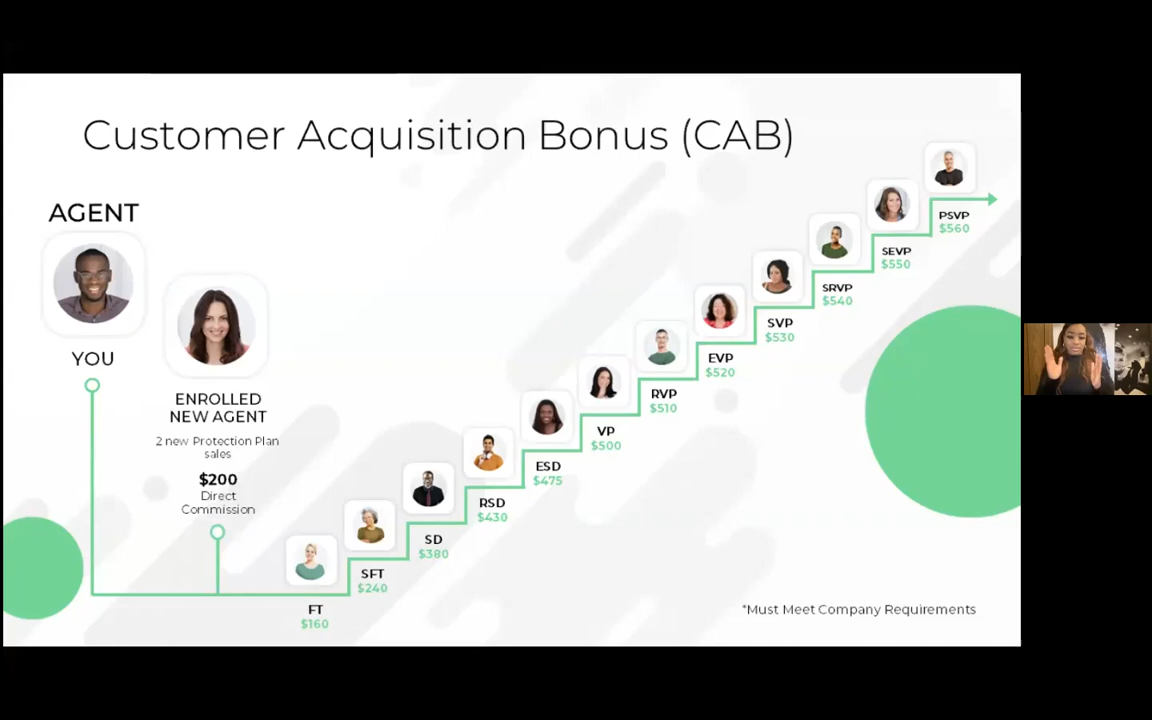 Customer Acquisition Bonus (CAB)
AGENT
YOU
ENROLLED
NEW AGENT
2 new Protection Plan
sales
$200
Direct
Commission
FT
$160
SFT
$240
SD
$380
RSD
$430
ESD
$475
VP
$500
RVP
$510
EVP
$520
SVP
$530
SRVP
$540
SEVP
$550
PSVP
$560
*Must Meet Company Requirements